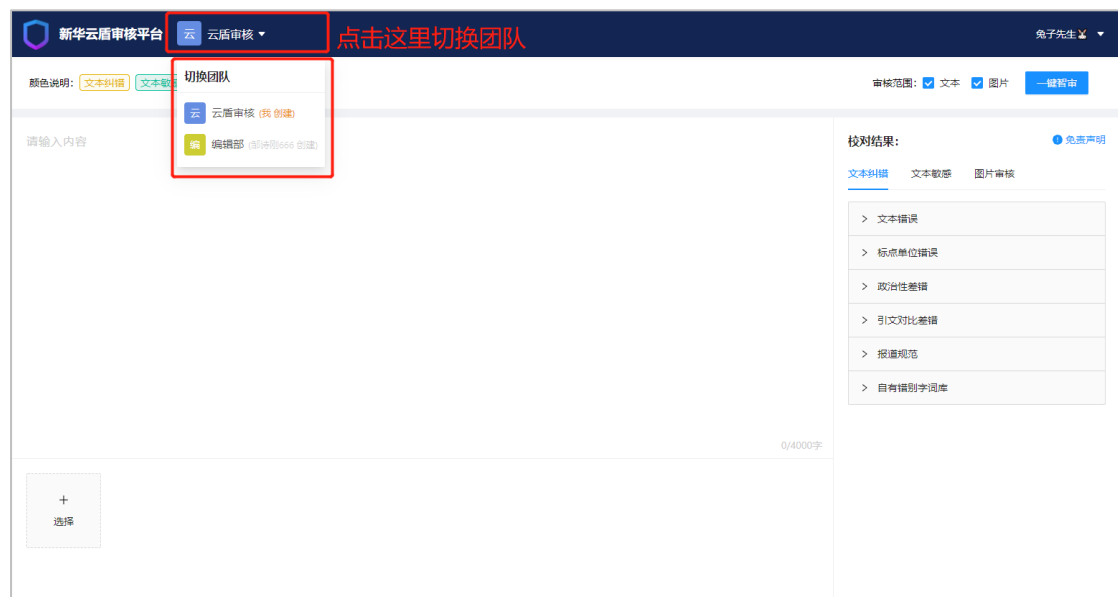 新华云盾审核平台 云 云盾审核 点击这里切换团队 兔子先生
颜色说明: 文本纠错 文本敏 审核范围: 文本 图片 一键智审
切换团队
云 云盾审核 (我 创建)
编 编辑部 666 创建)
请输入内容
0/4000字
+
选择
校对结果: 免责声明
文本纠错 文本敏感 图片审核
> 文本错误
> 标点单位错误
> 政治性差错
> 引文对比差错
> 报道规范
> 自有错别字词库